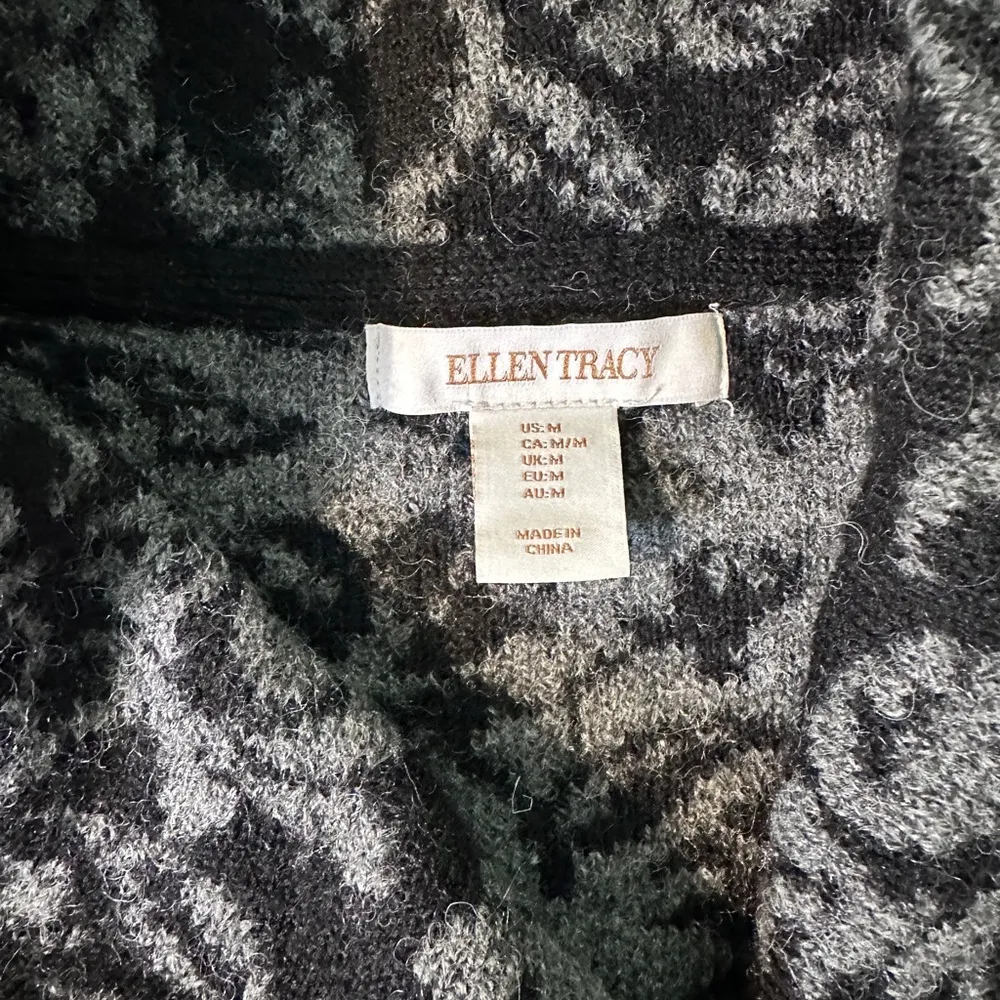 ELLEN TRACY
US: M
CA: M/M
UK: M
EU: M
AU: M
MADE IN
CHINA